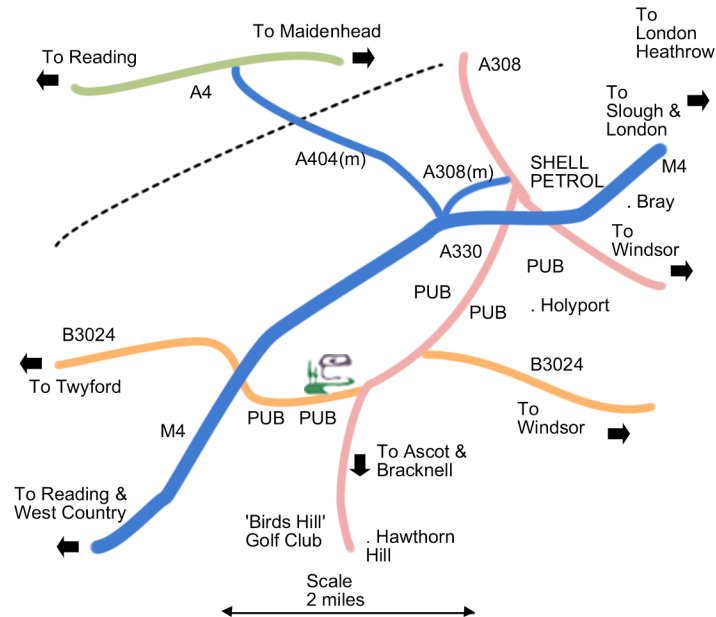 To
London
Heathrow
To Maidenhead
To Reading
A308
A4
To
Slough &
London
A404(m)
A308(m)
SHELL
PETROL
M4
. Bray
To
Windsor
A330
PUB
PUB
PUB
. Holyport
B3024
B3024
To Twyford
To
Windsor
PUB
PUB
M4
To Ascot &
Bracknell
To Reading &
West Country
'Birds Hill'
Golf Club
. Hawthorn
Hill
Scale
2 miles